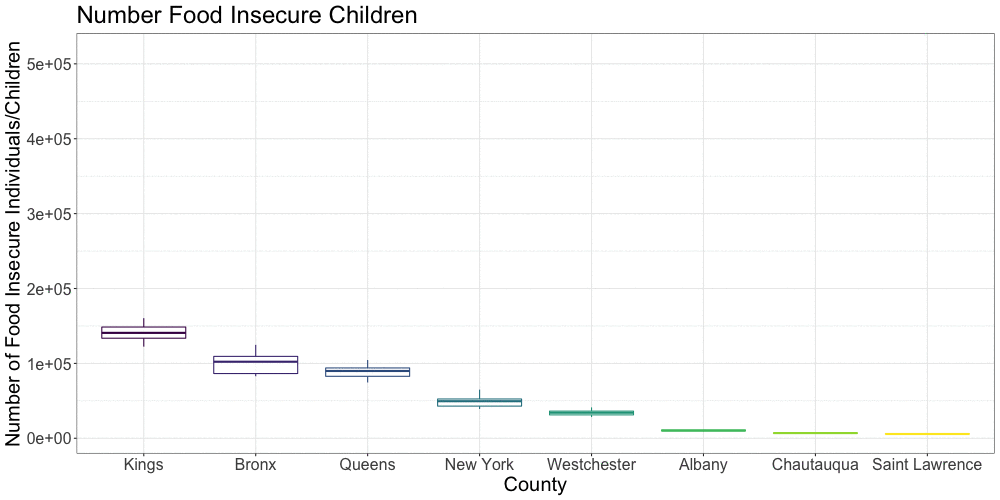 Number Food Insecure Children
Number of Food Insecure Individuals/Children
5e+05
4e+05
3e+05
2e+05
1e+05
0e+00
Kings Bronx Queens New York Westchester Albany Chautauqua Saint Lawrence
County